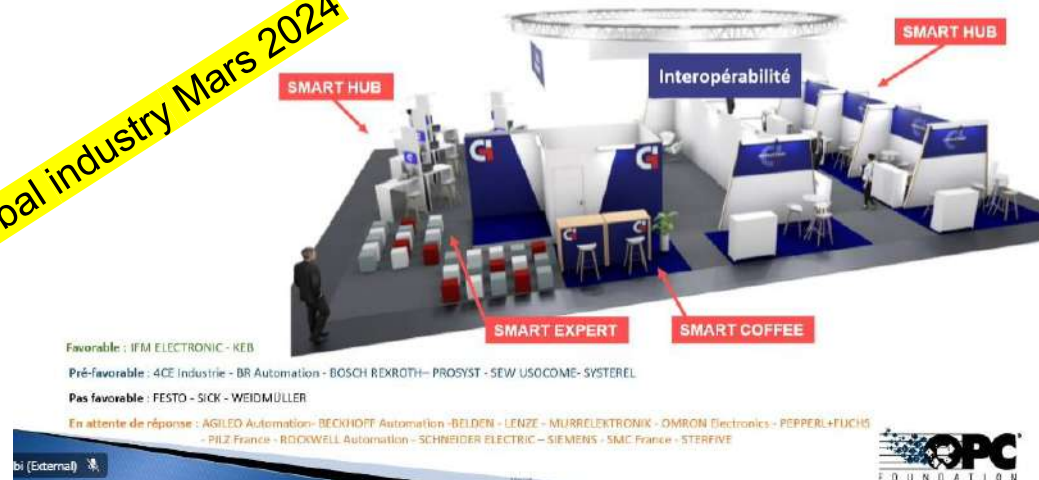 bal industry Mars 2024
SMART HUB
SMART HUB
Interopérabilité
SMART EXPERT
SMART COFFEE
Favorable : IFM ELECTRONIC - KEB
Pré-favorable : 4CE Industrie - BR Automation - BOSCH REXROTH– PROSYST - SEW USOCOME- SYSTEREL
Pas favorable : FESTO - SICK - WEIDMÜLLER
En attente de réponse : AGILEO Automation- BECKHOFF Automation -BELDEN - LENZE - MURRELEKTRONIK - OMRON Electronics - PEPPERL+FUCHS
- PILZ France - ROCKWELL Automation - SCHNEIDER ELECTRIC – SIEMENS - SMC France - STERFIVE
bi (External)
OPC
FOUNDATION